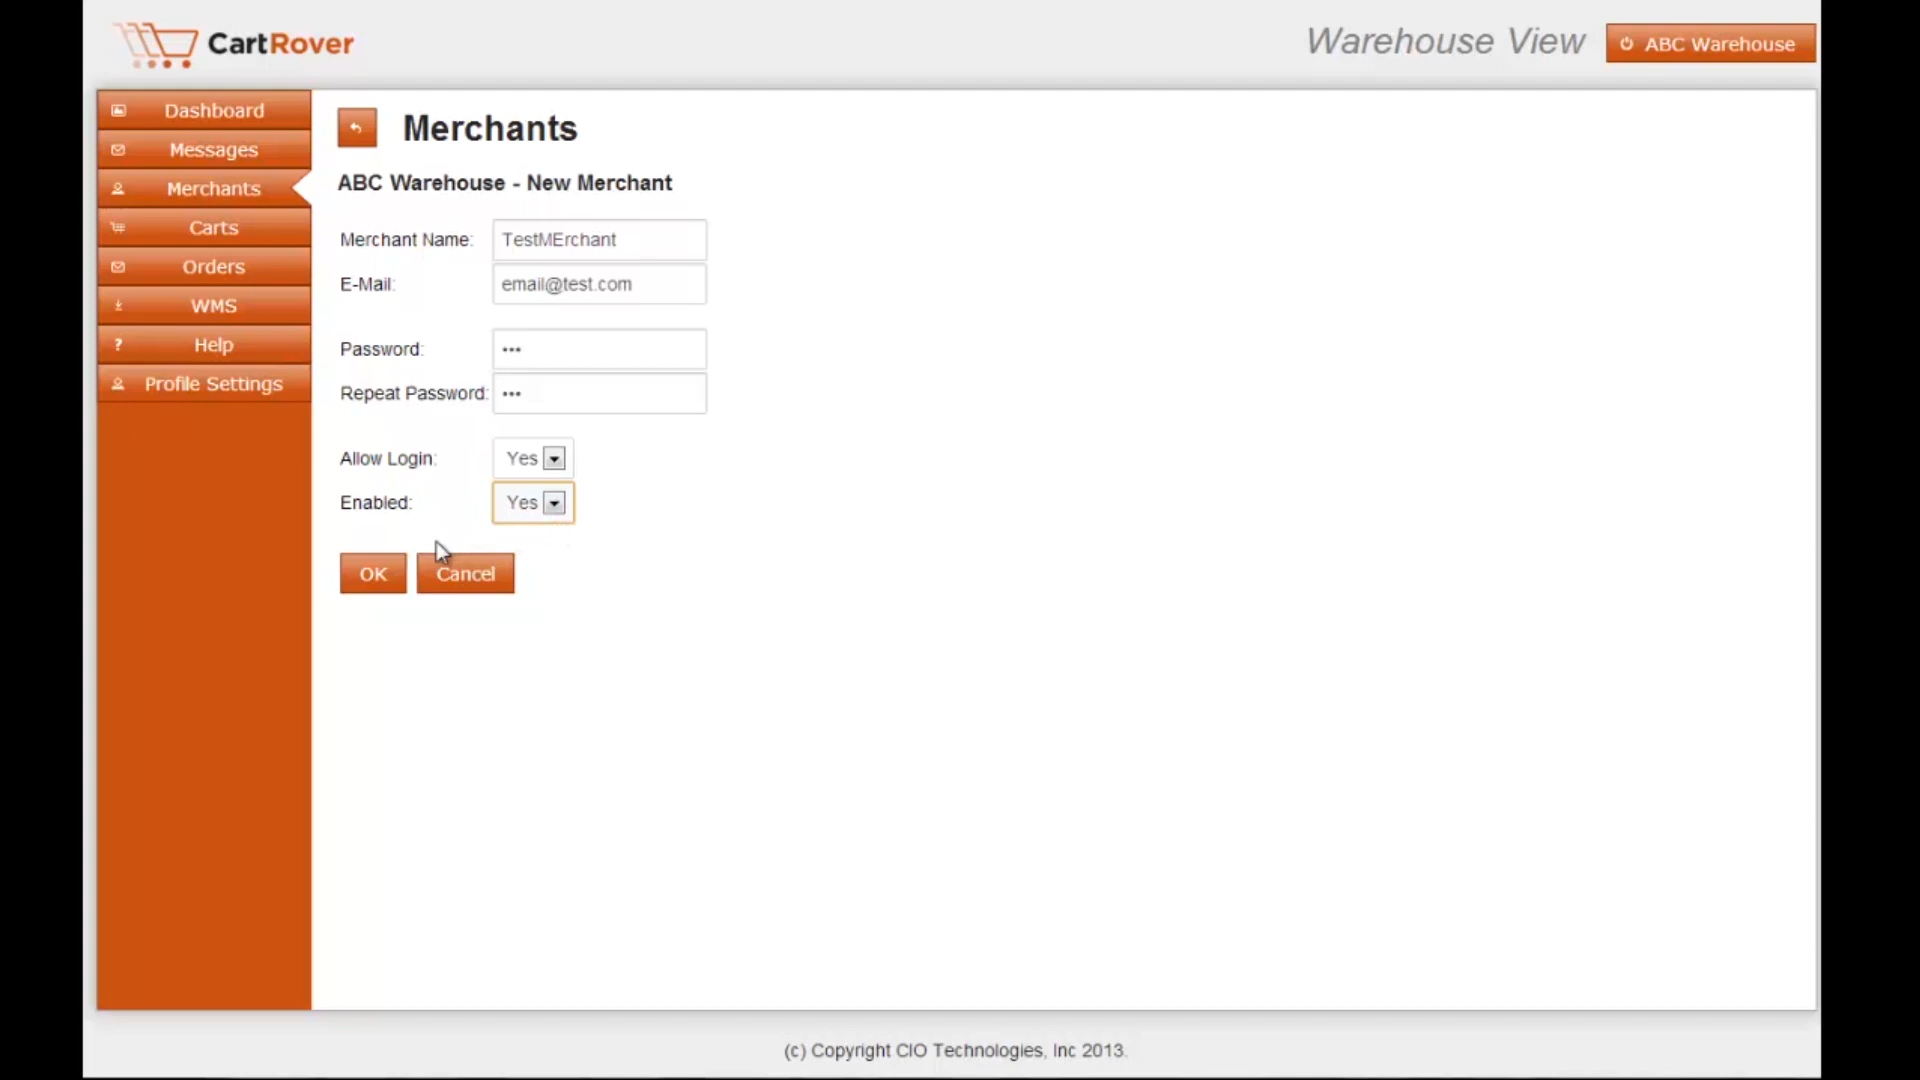 CartRover
Warehouse View
ABC Warehouse
Dashboard
Messages
Merchants
Carts
Orders
WMS
? Help
Profile Settings
Merchants
ABC Warehouse - New Merchant
Merchant Name: TestMErchant
E-Mail: email@test.com
Password: •••
Repeat Password: •••
Allow Login: Yes
Enabled: Yes
OK Cancel
(c) Copyright CIO Technologies, Inc 2013.